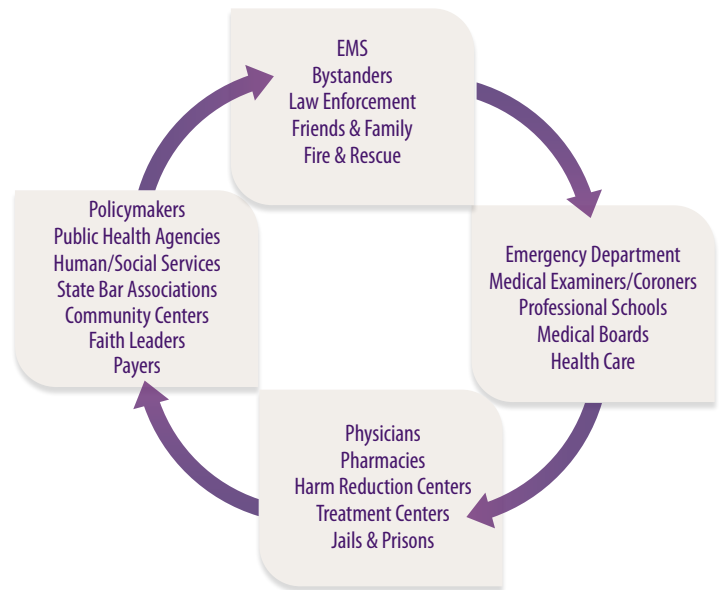 EMS
Bystanders
Law Enforcement
Friends & Family
Fire & Rescue
Emergency Department
Medical Examiners/Coroners
Professional Schools
Medical Boards
Health Care
Physicians
Pharmacies
Harm Reduction Centers
Treatment Centers
Jails & Prisons
Policymakers
Public Health Agencies
Human/Social Services
State Bar Associations
Community Centers
Faith Leaders
Payers